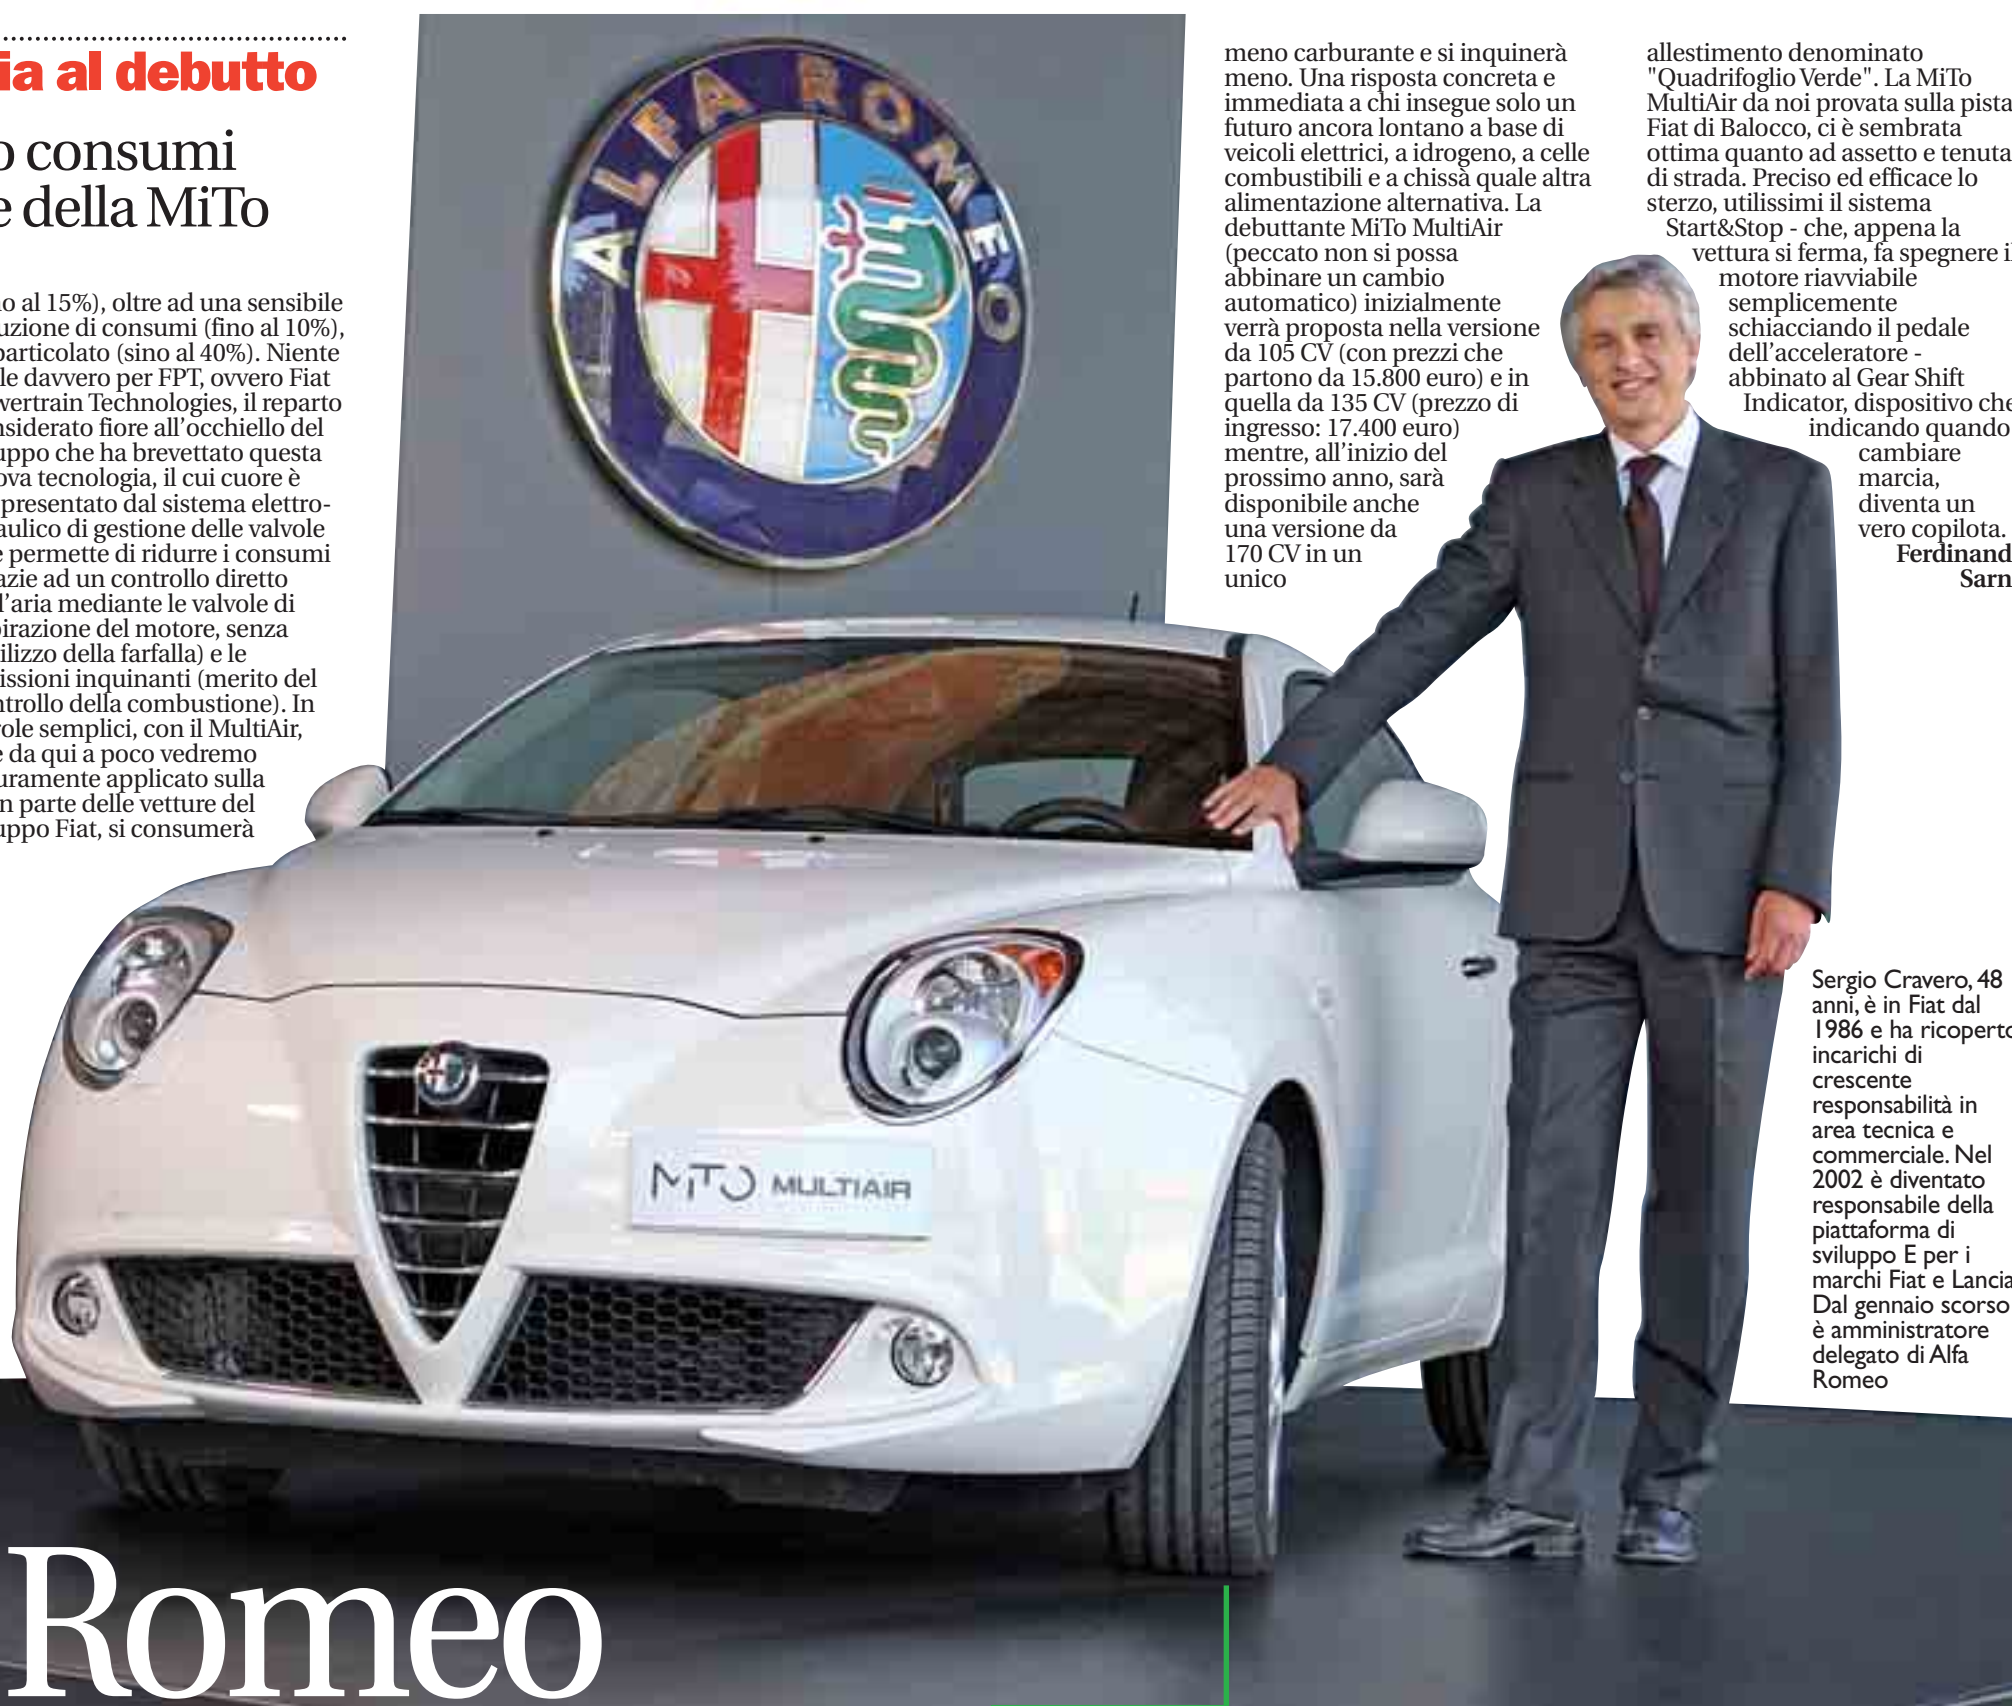 ia al debutto
o consumi
e della MiTo
no al 15%), oltre ad una sensibile
uzione di consumi (fino al 10%),
particolato (sino al 40%). Niente
le davvero per FPT, ovvero Fiat
wertrain Technologies, il reparto
nsiderato fiore all'occhiello del
uppo che ha brevettato questa
ova tecnologia, il cui cuore è
presentato dal sistema elettro-
aulico di gestione delle valvole
e permette di ridurre i consumi
azie ad un controllo diretto
l'aria mediante le valvole di
pirazione del motore, senza
ilizzo della farfalla) e le
issioni inquinanti (merito del
ntrollo della combustione). In
role semplici, con il MultiAir,
e da qui a poco vedremo
uramente applicato sulla
n parte delle vetture del
uppo Fiat, si consumerà
ALFA ROMEO
meno carburante e si inquinerà
meno. Una risposta concreta e
immediata a chi insegue solo un
futuro ancora lontano a base di
veicoli elettrici, a idrogeno, a celle
combustibili e a chissà quale altra
alimentazione alternativa. La
debuttante MiTo MultiAir
(peccato non si possa
abbinare un cambio
automatico) inizialmente
verrà proposta nella versione
da 105 CV (con prezzi che
partono da 15.800 euro) e in
quella da 135 CV (prezzo di
ingresso: 17.400 euro)
mentre, all'inizio del
prossimo anno, sarà
disponibile anche
una versione da
170 CV in un
unico
allestimento denominato
"Quadrifoglio Verde". La MiTo
MultiAir da noi provata sulla pista
Fiat di Balocco, ci è sembrata
ottima quanto ad assetto e tenuta
di strada. Preciso ed efficace lo
sterzo, utilissimi il sistema
Start&Stop - che, appena la
vettura si ferma, fa spegnere il
motore riavviabile
semplicemente
schiacciando il pedale
dell'acceleratore -
abbinato al Gear Shift
Indicator, dispositivo che
indicando quando
cambiare
marcia,
diventa un
vero copilota.
Ferdinand
Sarn
MiTo MULTIAIR
Sergio Cravero, 48
anni, è in Fiat dal
1986 e ha ricoperto
incarichi di
crescente
responsabilità in
area tecnica e
commerciale. Nel
2002 è diventato
responsabile della
piattaforma di
sviluppo E per i
marchi Fiat e Lancia
Dal gennaio scorso
è amministratore
delegato di Alfa
Romeo
Romeo